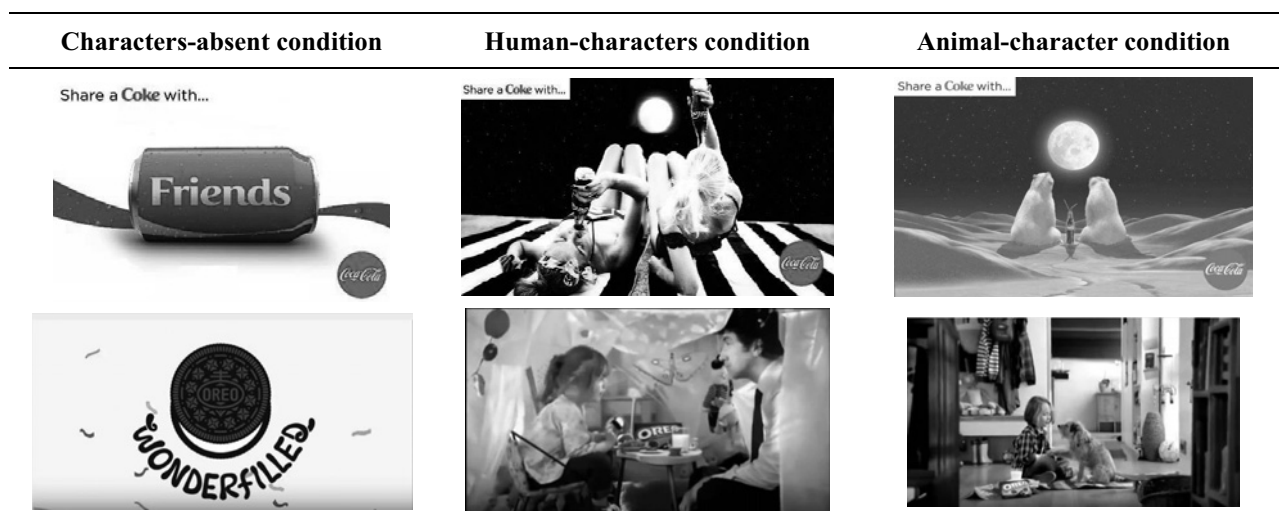 Characters-absent condition Human-characters condition Animal-character condition
Share a Coke with...
Friends
Coca-Cola
Share a Coke with...
Coca-Cola
Share a Coke with...
Coca-Cola
OREO
WONDERFILLED
OREO
OREO